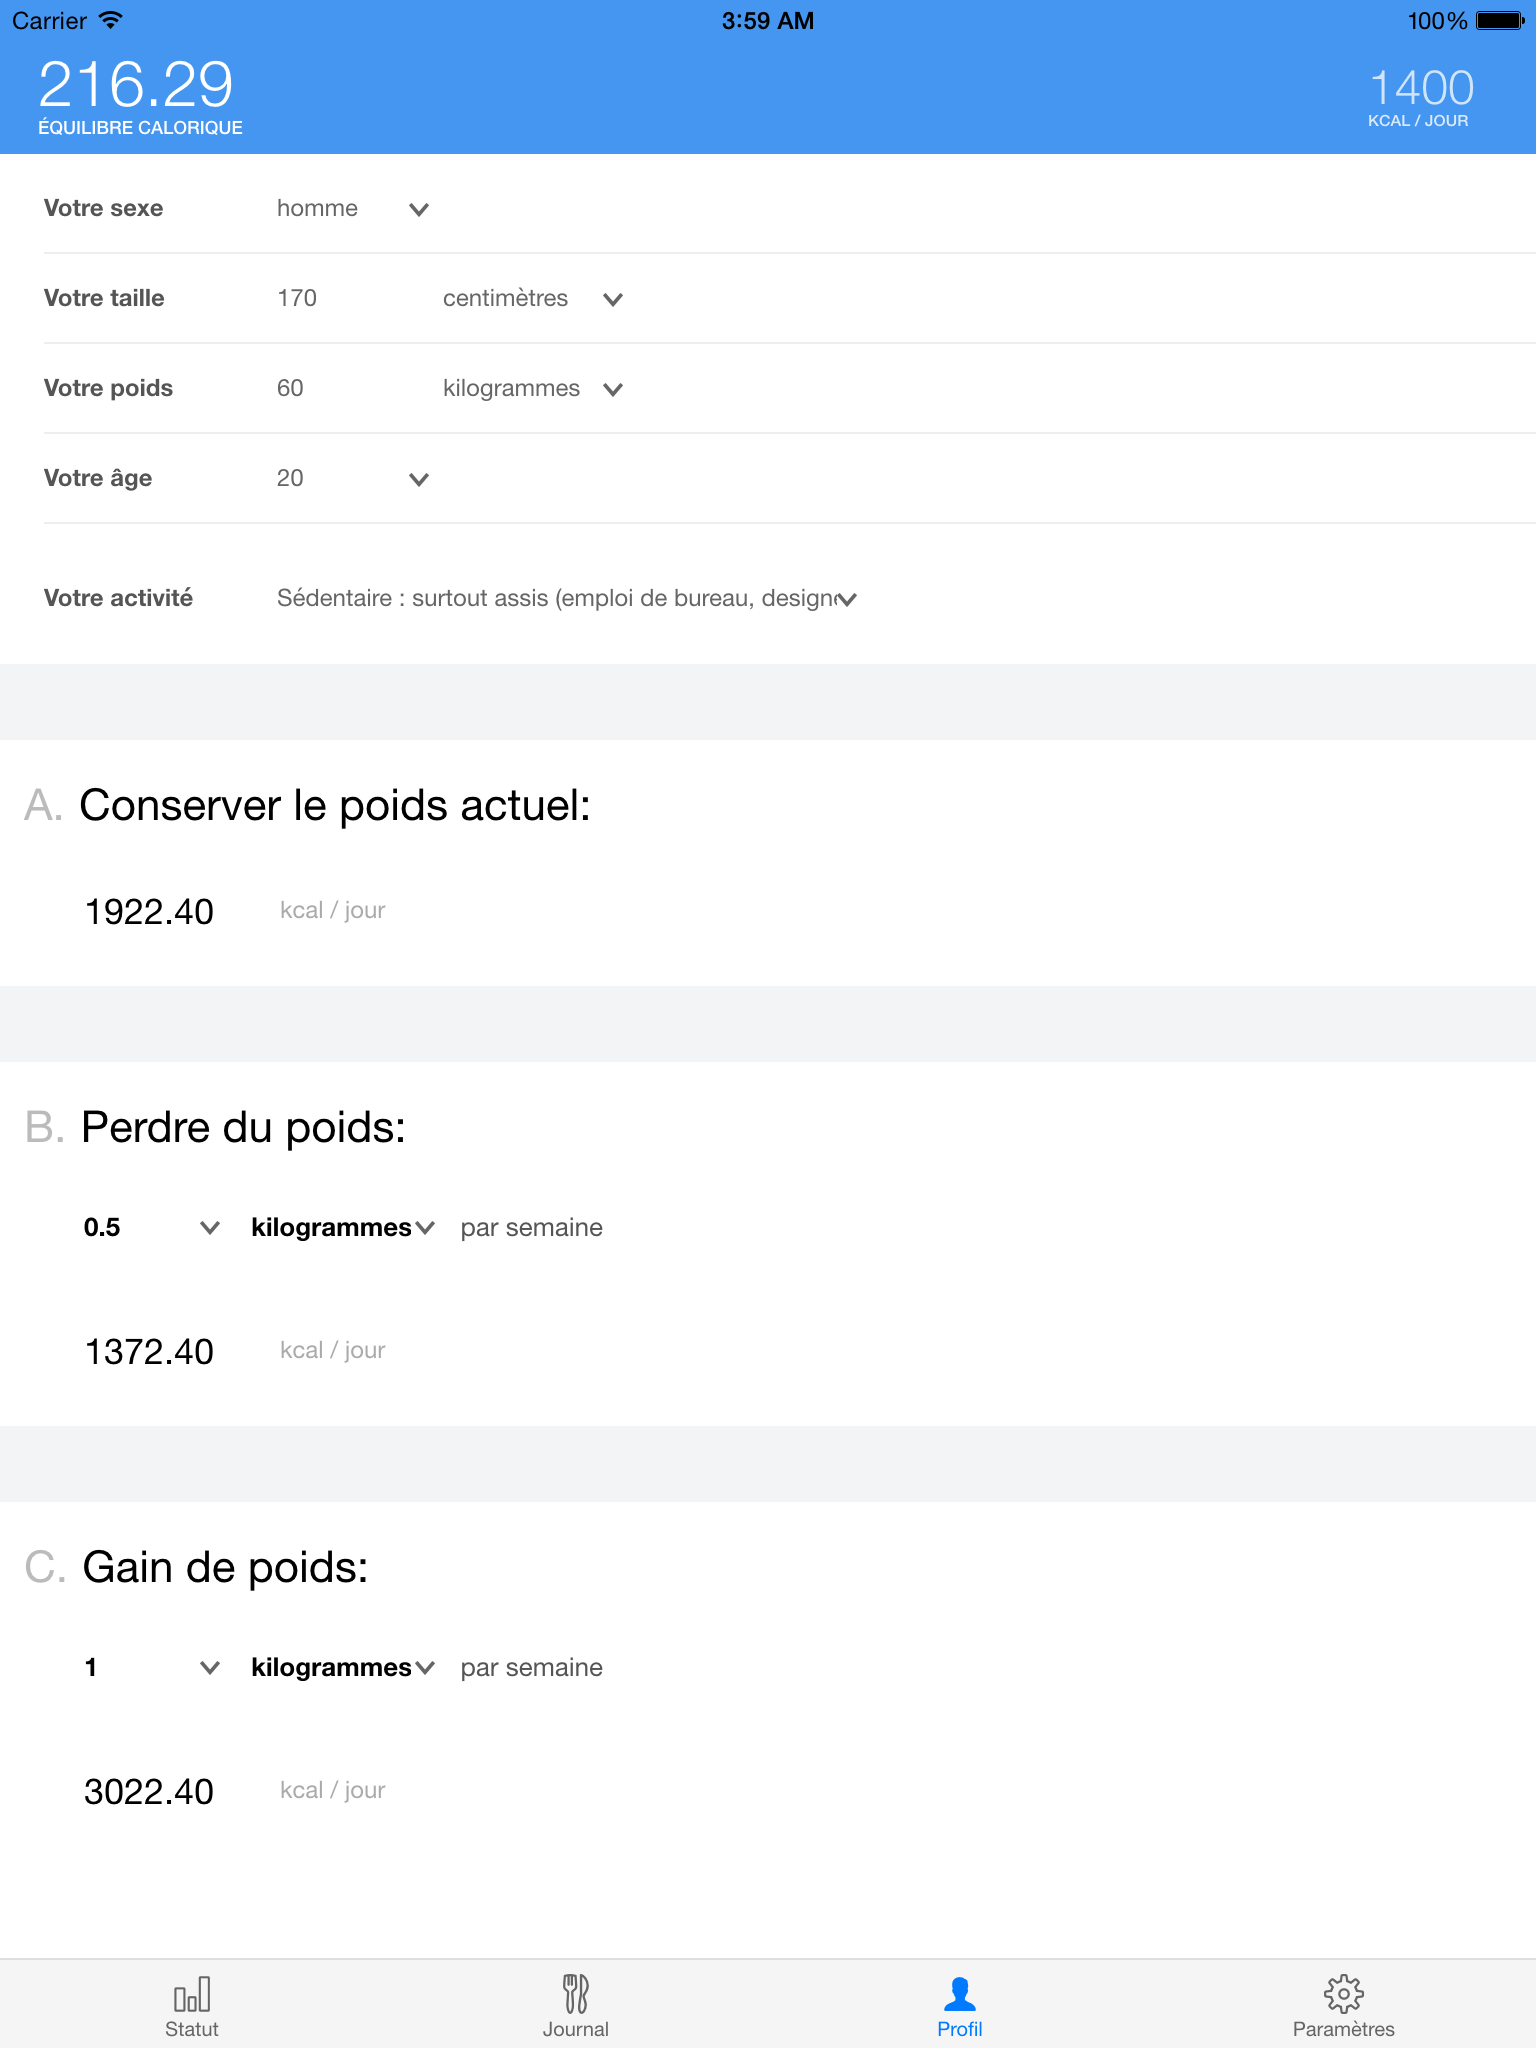 Carrier 3:59 AM 100%
216.29 1400
ÉQUILIBRE CALORIQUE KCAL / JOUR
Votre sexe homme
Votre taille 170 centimètres
Votre poids 60 kilogrammes
Votre âge 20
Votre activité Sédentaire : surtout assis (emploi de bureau, design
A. Conserver le poids actuel:
1922.40 kcal / jour
B. Perdre du poids:
0.5 kilogrammes par semaine
1372.40 kcal / jour
C. Gain de poids:
1 kilogrammes par semaine
3022.40 kcal / jour
Statut Journal Profil Paramètres